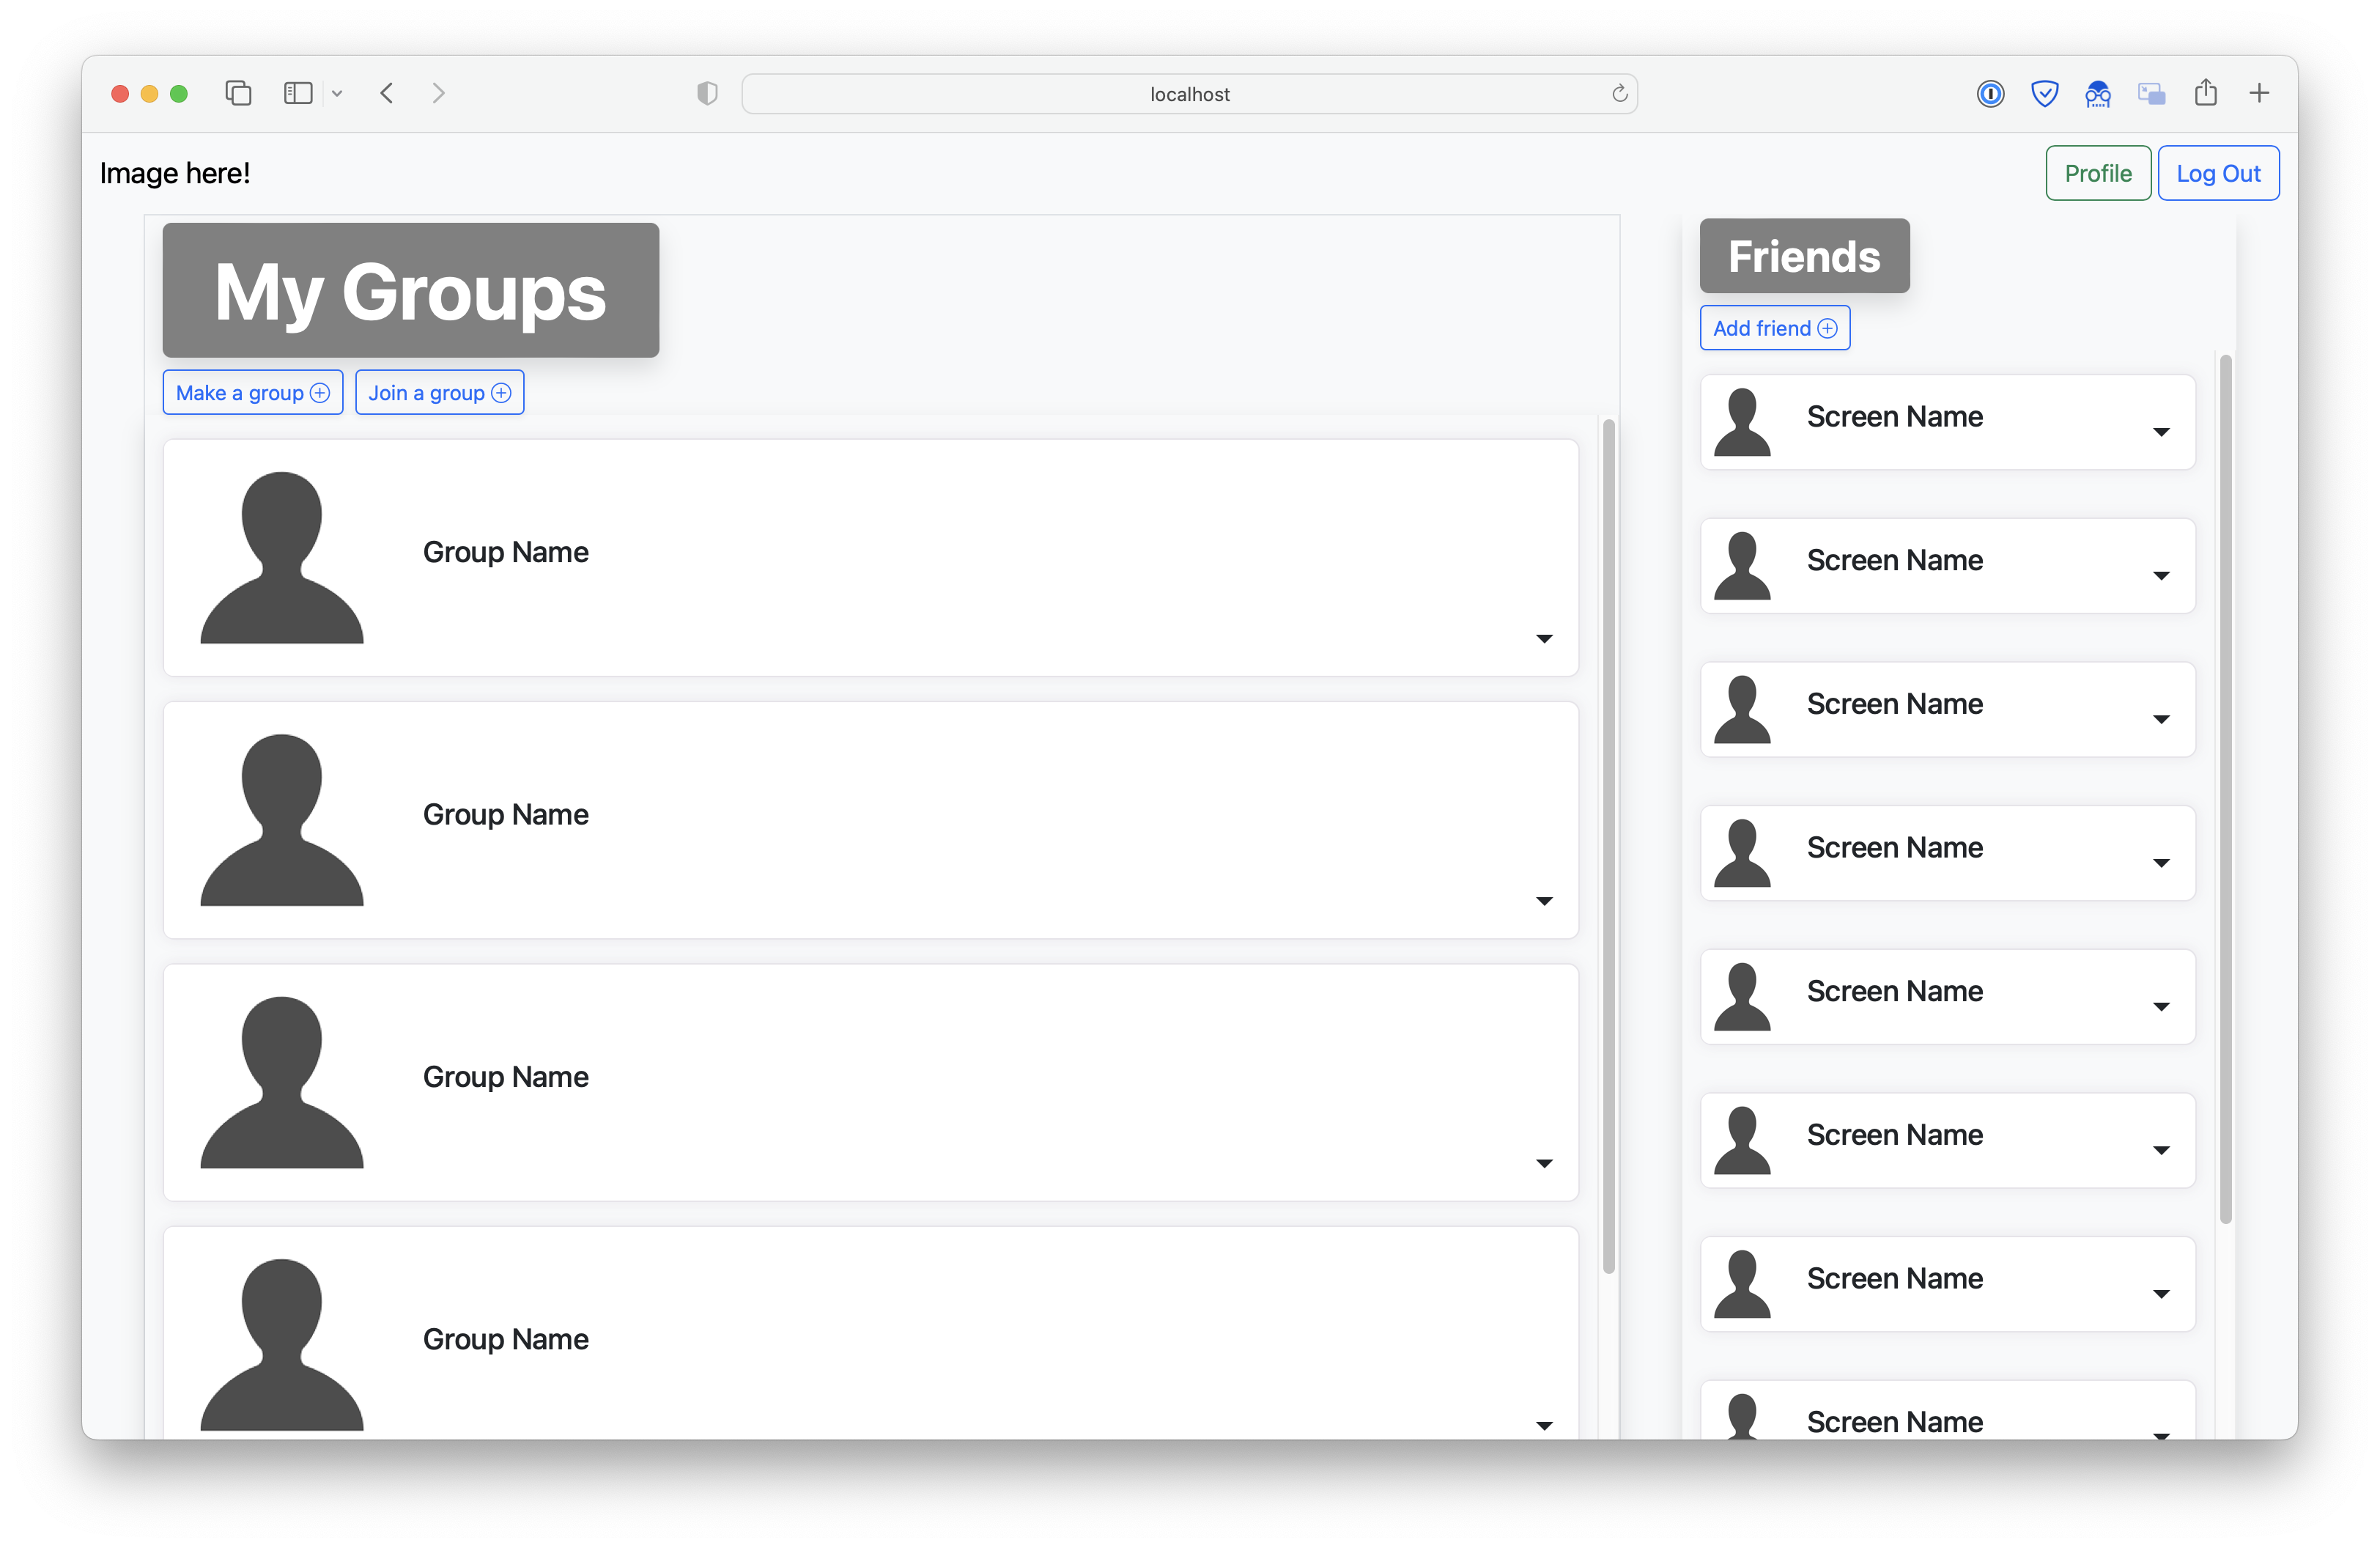 localhost
Image here!
Profile
Log Out
My Groups
Make a group
Join a group
Group Name
Group Name
Group Name
Group Name
Friends
Add friend
Screen Name
Screen Name
Screen Name
Screen Name
Screen Name
Screen Name
Screen Name
Screen Name